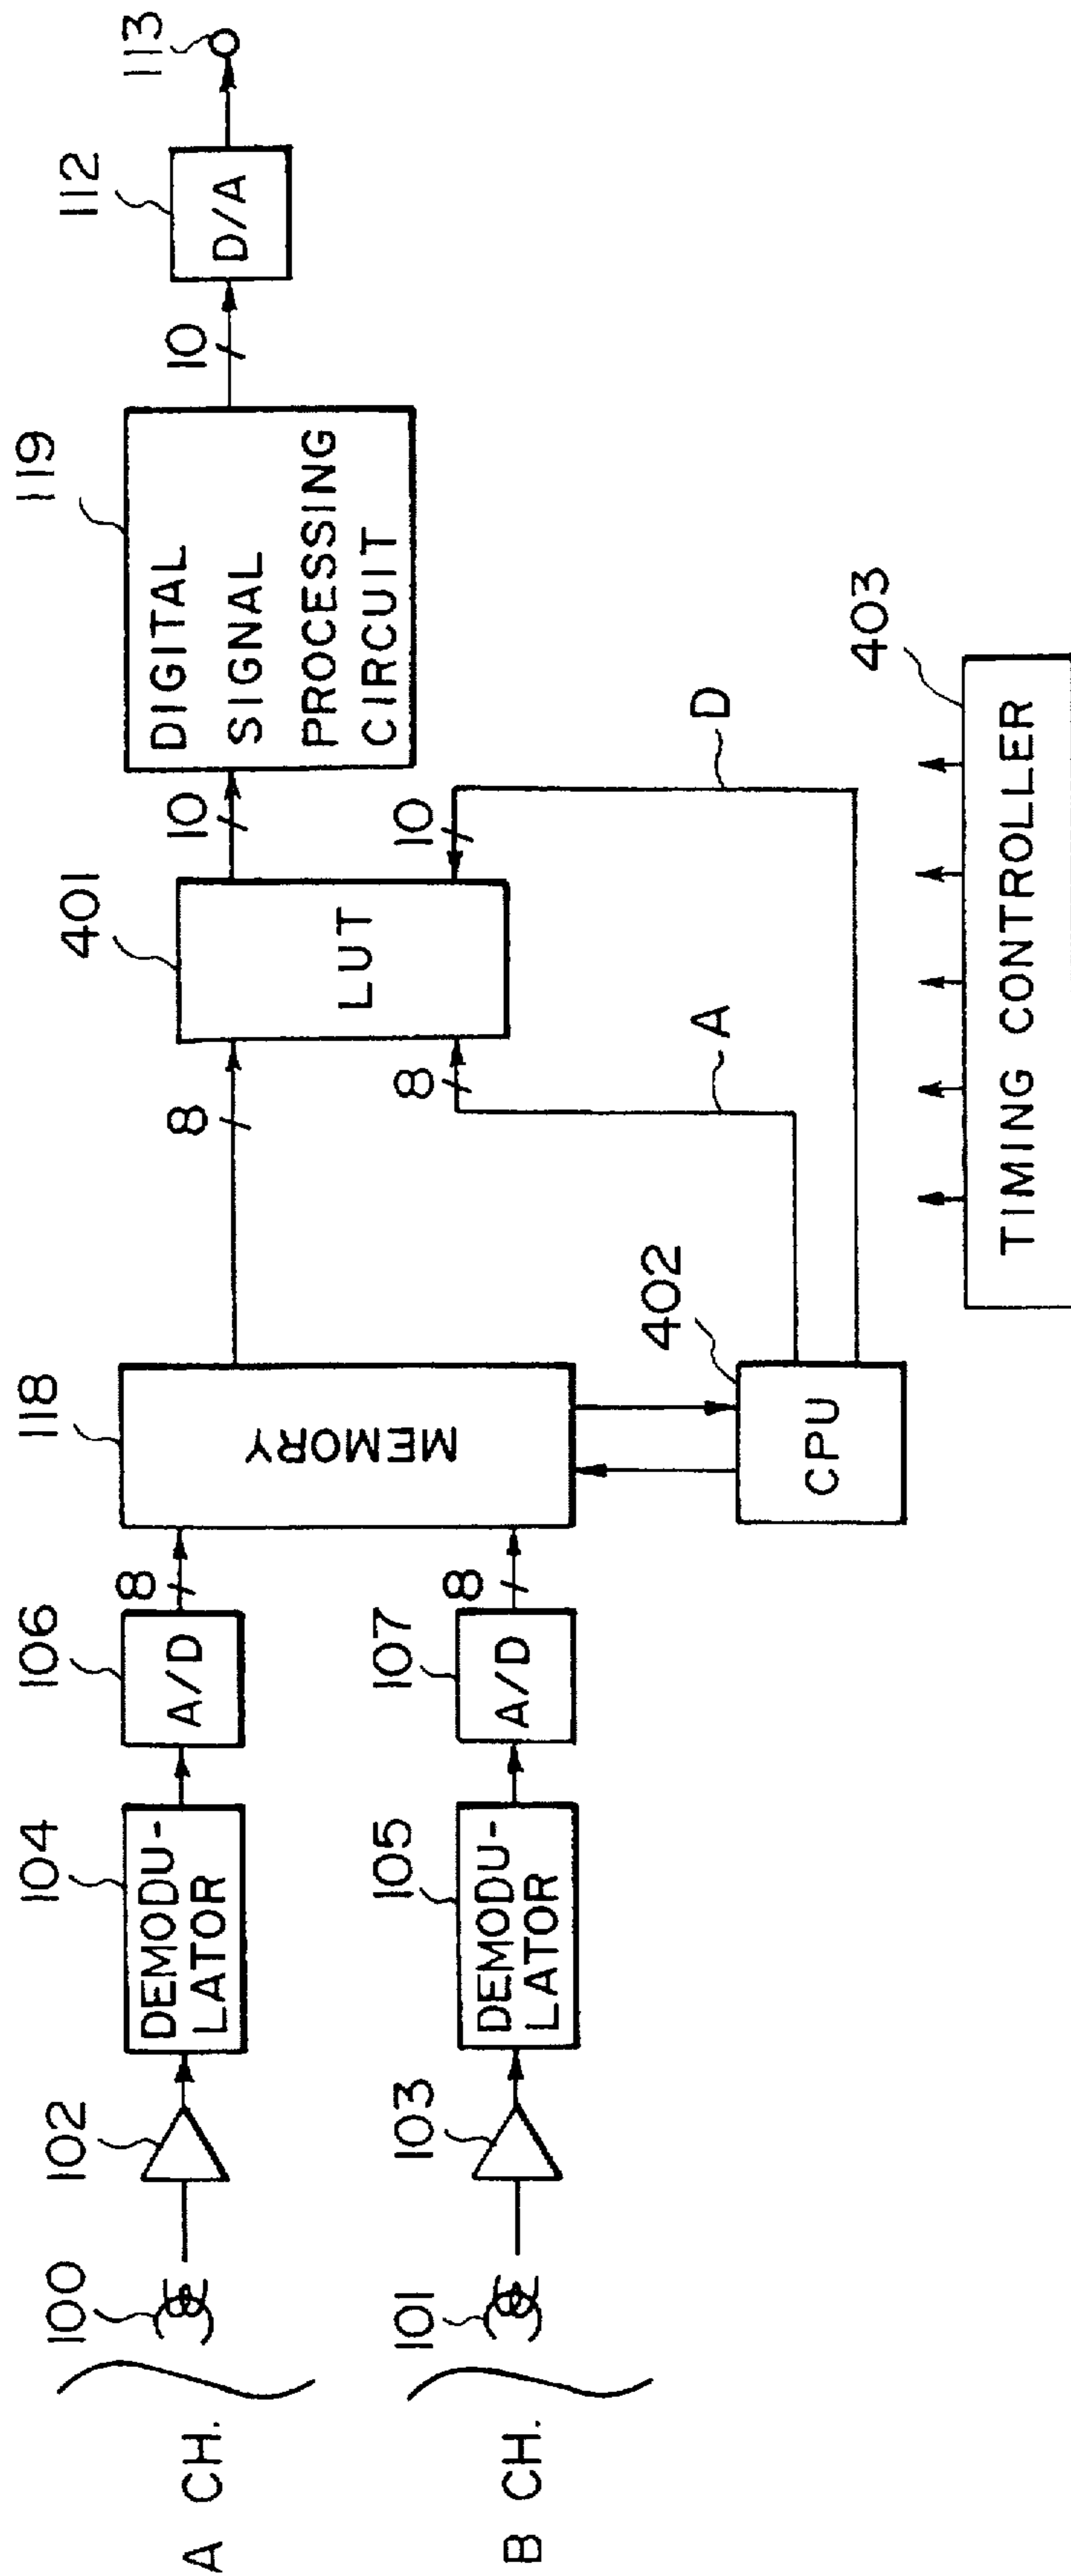 A CH.
100
102
104
DEMODU-
LATOR
106
A/D
8
118
MEMORY
8
401
LUT
10
119
DIGITAL
SIGNAL
PROCESSING
CIRCUIT
10
112
D/A
113
B CH.
101
103
105
DEMODU-
LATOR
107
A/D
8
402
CPU
8
A
10
D
403
TIMING CONTROLLER